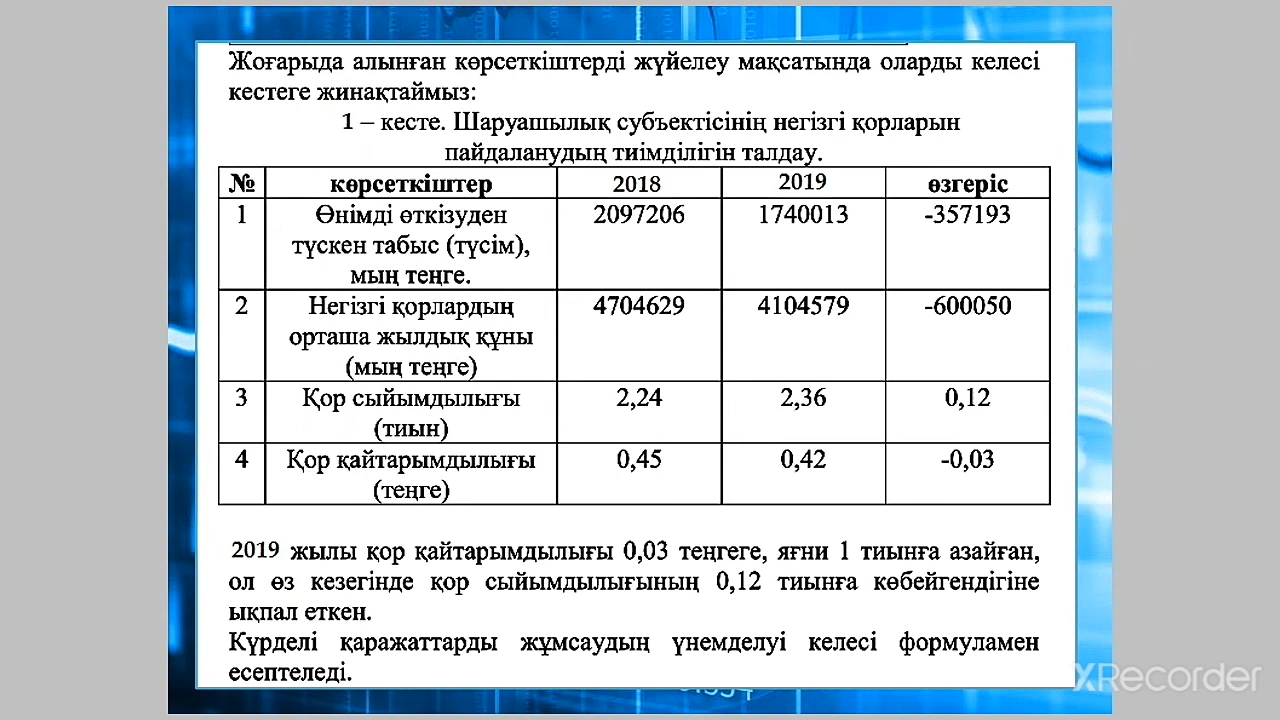 Жоғарыда алынған көрсеткіштерді жүйелеу мақсатында оларды келесі
кестеге жинақтаймыз:
1 – кесте. Шаруашылық субъектісінің негізгі қорларын
пайдаланудың тиімділігін талдау.
№ көрсеткіштер 2018 2019 өзгеріс
1 Өнімді өткізуден 2097206 1740013 -357193
түскен табыс (түсім),
мың теңге.
2 Негізгі қорлардың 4704629 4104579 -600050
орташа жылдық құны
(мың теңге)
3 Қор сыйымдылығы 2,24 2,36 0,12
(тиын)
4 Қор қайтарымдылығы 0,45 0,42 -0,03
(теңге)
2019 жылы қор қайтарымдылығы 0,03 теңгеге, яғни 1 тиынға азайған,
ол өз кезегінде қор сыйымдылығының 0,12 тиынға көбейгендігіне
ықпал еткен.
Күрделі қаражаттарды жұмсаудың үнемделуі келесі формуламен
есептеледі.
XRecorder